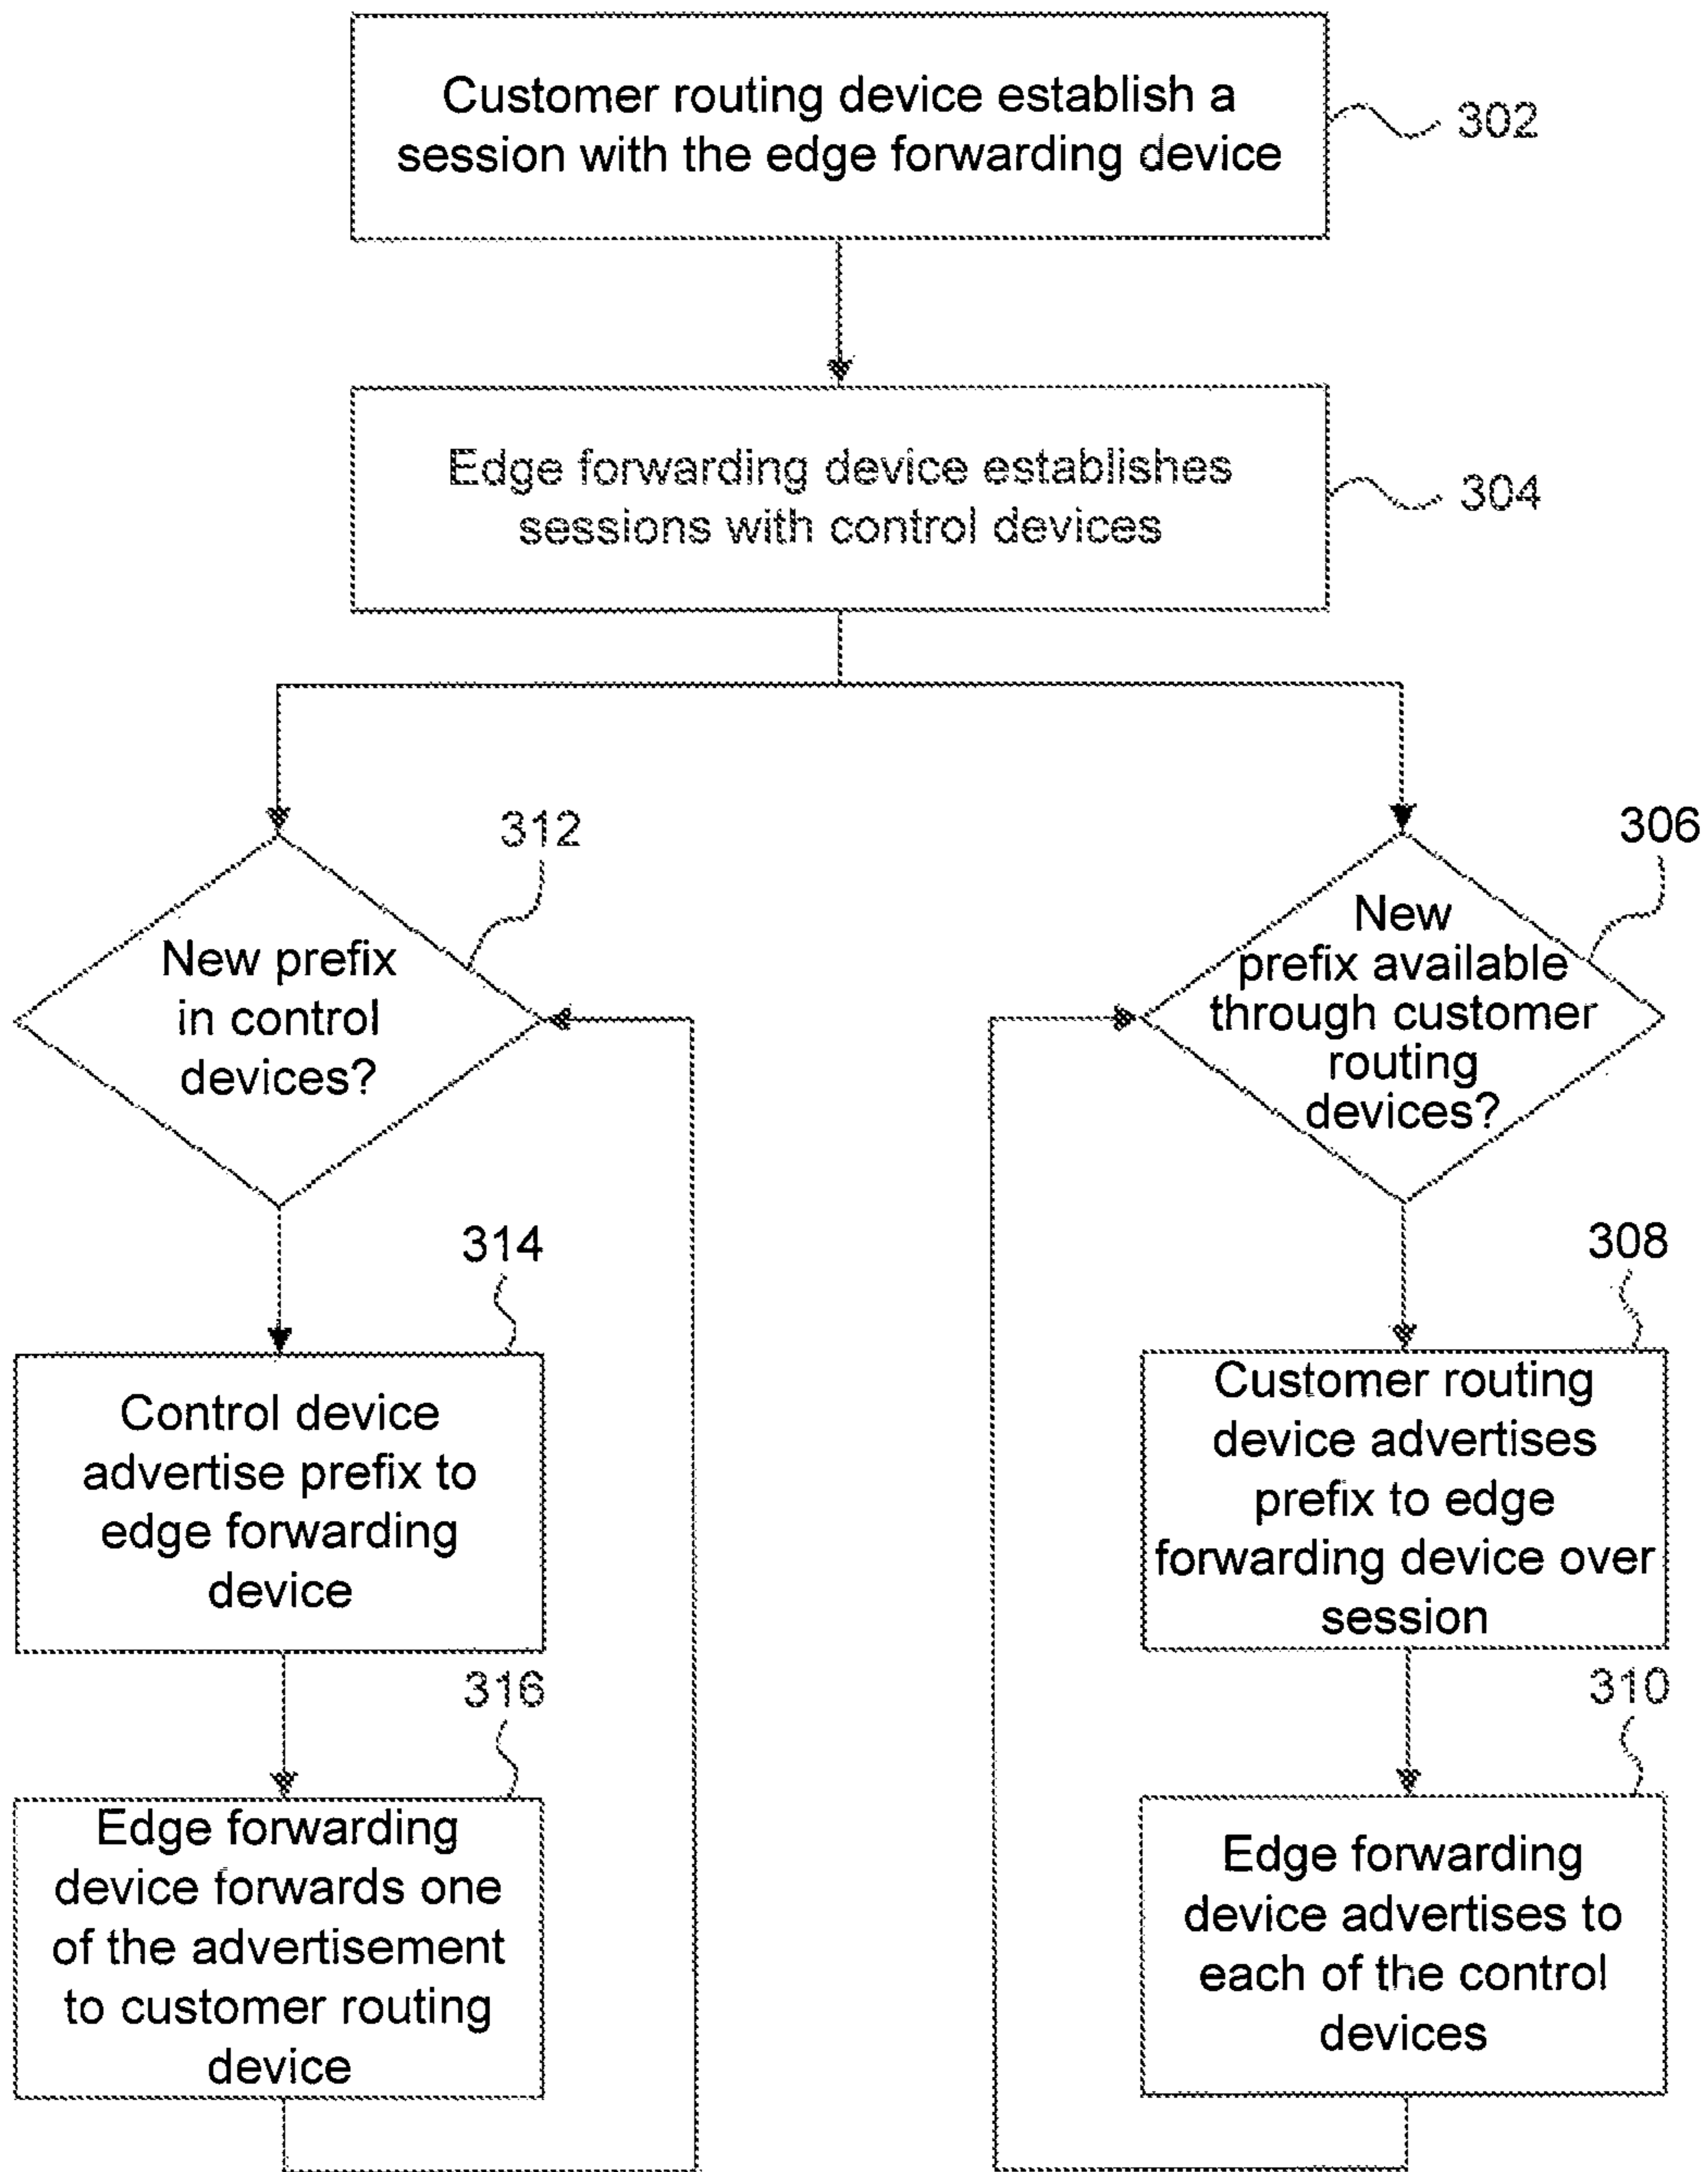 Customer routing device establish a
session with the edge forwarding device
302
Edge forwarding device establishes
sessions with control devices
304
312
New prefix
in control
devices?
314
Control device
advertise prefix to
edge forwarding
device
316
Edge forwarding
device forwards one
of the advertisement
to customer routing
device
306
New
prefix available
through customer
routing
devices?
308
Customer routing
device advertises
prefix to edge
forwarding device over
session
310
Edge forwarding
device advertises to
each of the control
devices